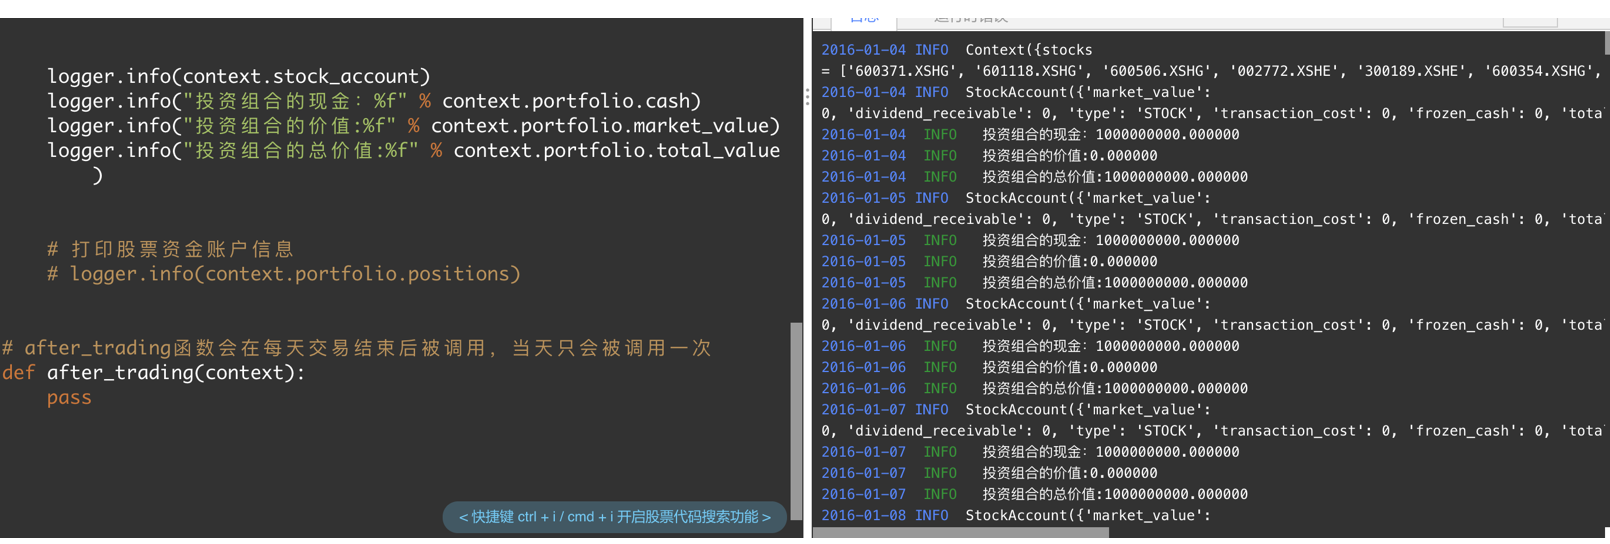 logger.info(context.stock_account)
logger.info("投资组合的现金：%f" % context.portfolio.cash)
logger.info("投资组合的价值:%f" % context.portfolio.market_value)
logger.info("投资组合的总价值:%f" % context.portfolio.total_value
)
# 打印股票资金账户信息
# logger.info(context.portfolio.positions)
# after_trading函数会在每天交易结束后被调用，当天只会被调用一次
def after_trading(context):
pass
<快捷键 ctrl + i / cmd + i 开启股票代码搜索功能>
日志 运行时错误
2016-01-04 INFO Context({stocks
= ['600371.XSHG', '601118.XSHG', '600506.XSHG', '002772.XSHE', '300189.XSHE', '600354.XSHG',
2016-01-04 INFO StockAccount({'market_value':
0, 'dividend_receivable': 0, 'type': 'STOCK', 'transaction_cost': 0, 'frozen_cash': 0, 'tota
2016-01-04 INFO 投资组合的现金：1000000000.000000
2016-01-04 INFO 投资组合的价值:0.000000
2016-01-04 INFO 投资组合的总价值:1000000000.000000
2016-01-05 INFO StockAccount({'market_value':
0, 'dividend_receivable': 0, 'type': 'STOCK', 'transaction_cost': 0, 'frozen_cash': 0, 'tota
2016-01-05 INFO 投资组合的现金：1000000000.000000
2016-01-05 INFO 投资组合的价值:0.000000
2016-01-05 INFO 投资组合的总价值:1000000000.000000
2016-01-06 INFO StockAccount({'market_value':
0, 'dividend_receivable': 0, 'type': 'STOCK', 'transaction_cost': 0, 'frozen_cash': 0, 'tota
2016-01-06 INFO 投资组合的现金：1000000000.000000
2016-01-06 INFO 投资组合的价值:0.000000
2016-01-06 INFO 投资组合的总价值:1000000000.000000
2016-01-07 INFO StockAccount({'market_value':
0, 'dividend_receivable': 0, 'type': 'STOCK', 'transaction_cost': 0, 'frozen_cash': 0, 'tota
2016-01-07 INFO 投资组合的现金：1000000000.000000
2016-01-07 INFO 投资组合的价值:0.000000
2016-01-07 INFO 投资组合的总价值:1000000000.000000
2016-01-08 INFO StockAccount({'market_value':